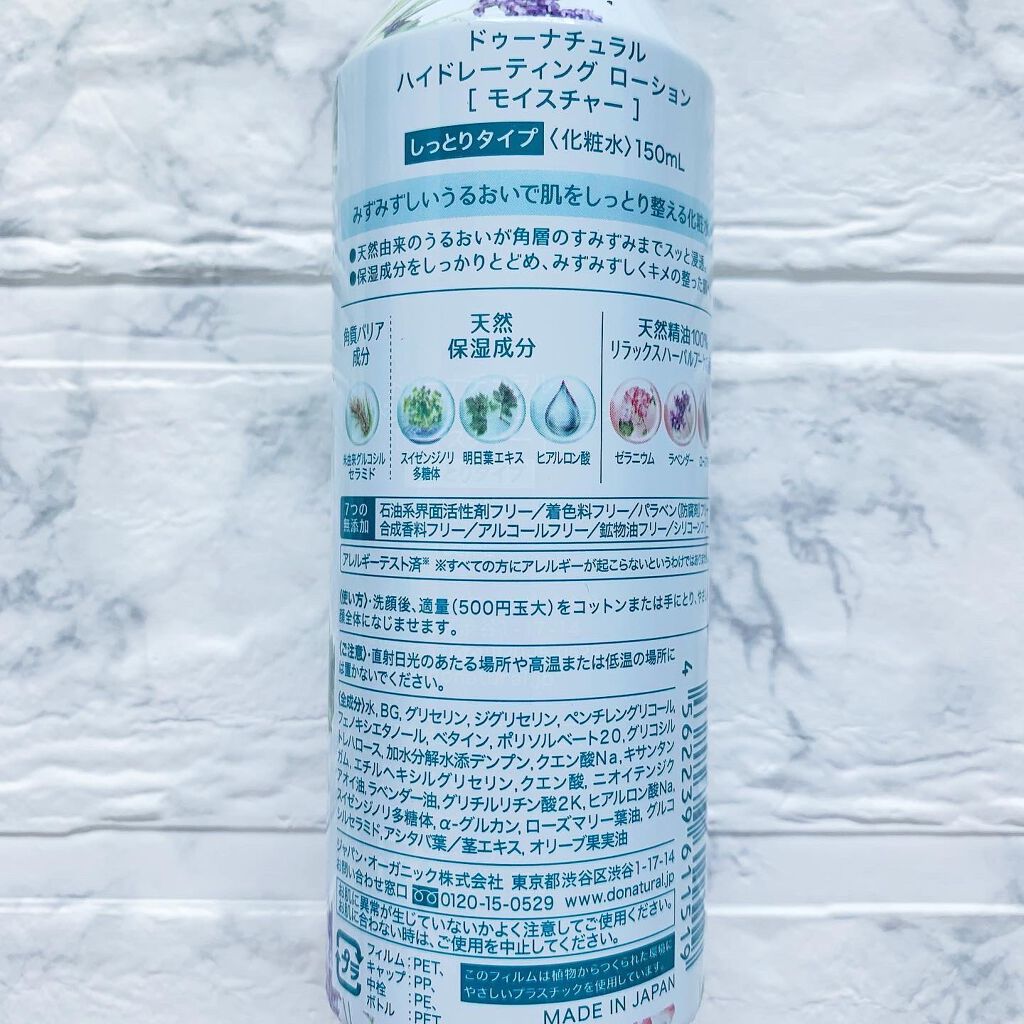 ドゥーナチュラル
ハイドレーティング ローション
[ モイスチャー ]
しっとりタイプ 〈化粧水〉150mL
みずみずしいうるおいで肌をしっとり整える化粧水
●天然由来のうるおいが角層のすみずみまでスッと浸透。
●保湿成分をしっかりとどめ、みずみずしくキメの整った
角質バリア
成分
天然
保湿成分
天然精油100%
リラックスハーバル
米由来グルコシル
セラミド
スイゼンジノリ
多糖体
明日葉エキス
ヒアルロン酸
ゼラニウム
ラベンダー
7つの
無添加
石油系界面活性剤フリー／着色料フリー／パラベン(防腐剤)フリー
合成香料フリー／アルコールフリー／鉱物油フリー／シリコーンフリー
アレルギーテスト済※ ※すべての方にアレルギーが起こらないというわけではありま
〈使い方〉・洗顔後、適量(500円玉大)をコットンまたは手にとり、やさ
顔全体になじませます。
〈ご注意〉・直射日光のあたる場所や高温または低温の場所に
は置かないでください。
〈全成分〉水、BG、グリセリン、ジグリセリン、ペンチレングリコール、
フェノキシエタノール、ベタイン、ポリソルベート20、グリコシル
トレハロース、加水分解水添デンプン、クエン酸Na、キサンタン
ガム、エチルヘキシルグリセリン、クエン酸、ニオイテンジク
アオイ油、ラベンダー油、グリチルリチン酸2K、ヒアルロン酸Na、
スイゼンジノリ多糖体、α-グルカン、ローズマリー葉油、グルコ
シルセラミド、アシタバ葉／茎エキス、オリーブ果実油
ジャパン・オーガニック株式会社 東京都渋谷区渋谷1-17-14
お問い合わせ窓口 0120-15-0529 www.donatural.jp
お肌に異常が生じていないかよく注意してご使用ください。
お肌に合わない時は、ご使用を中止してください。
プラ
フィルム:PET、
キャップ:PP、
中栓 :PE、
ボトル :PET
このフィルムは植物からつくられた環境に
やさしいプラスチックを使用しています。
MADE IN JAPAN
4 562239 611519